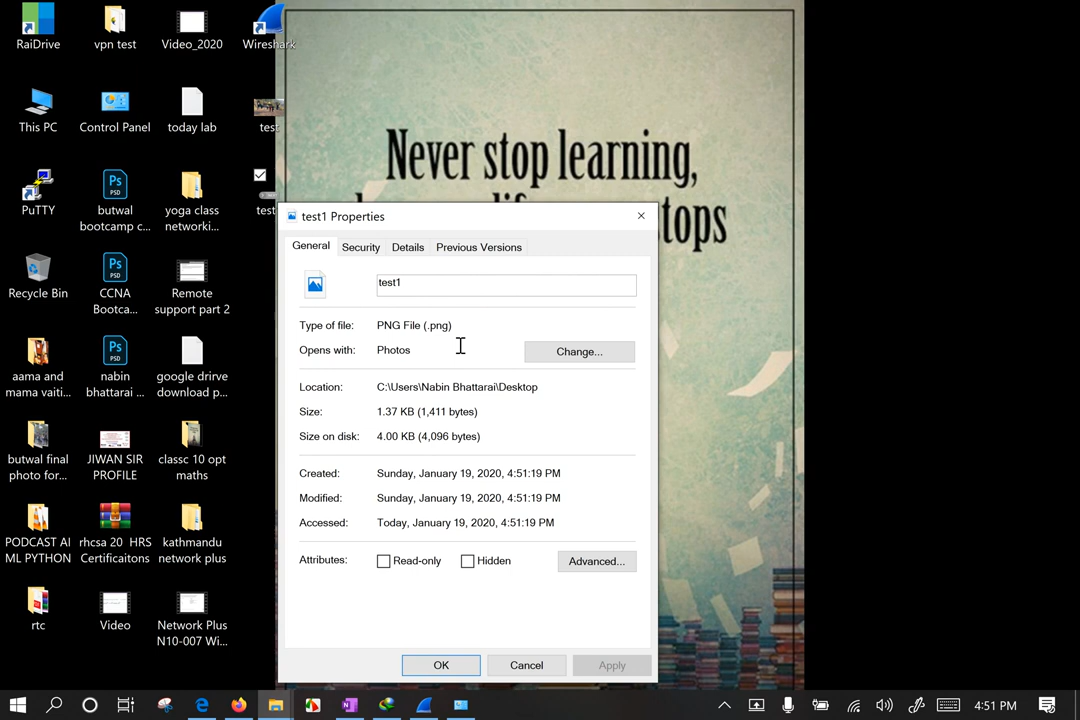 RaiDrive
vpn test
Video_2020
Wireshark
This PC
Control Panel
today lab
test
PuTTY
butwal
bootcamp c...
yoga class
networki...
test
Recycle Bin
CCNA
Bootca...
Remote
support part 2
aama and
mama vaiti...
nabin
bhattarai ...
google drirve
download p...
butwal final
photo for...
JIWAN SIR
PROFILE
classc 10 opt
maths
PODCAST AI
ML PYTHON
rhcsa 20 HRS
Certificaitons
kathmandu
network plus
rtc
Video
Network Plus
N10-007 Wi...
Never stop learning,
stops
test1 Properties
General
Security
Details
Previous Versions
test1
Type of file:
PNG File (.png)
Opens with:
Photos
Change...
Location:
C:\Users\Nabin Bhattarai\Desktop
Size:
1.37 KB (1,411 bytes)
Size on disk:
4.00 KB (4,096 bytes)
Created:
Sunday, January 19, 2020, 4:51:19 PM
Modified:
Sunday, January 19, 2020, 4:51:19 PM
Accessed:
Today, January 19, 2020, 4:51:19 PM
Attributes:
Read-only
Hidden
Advanced...
OK
Cancel
Apply
4:51 PM